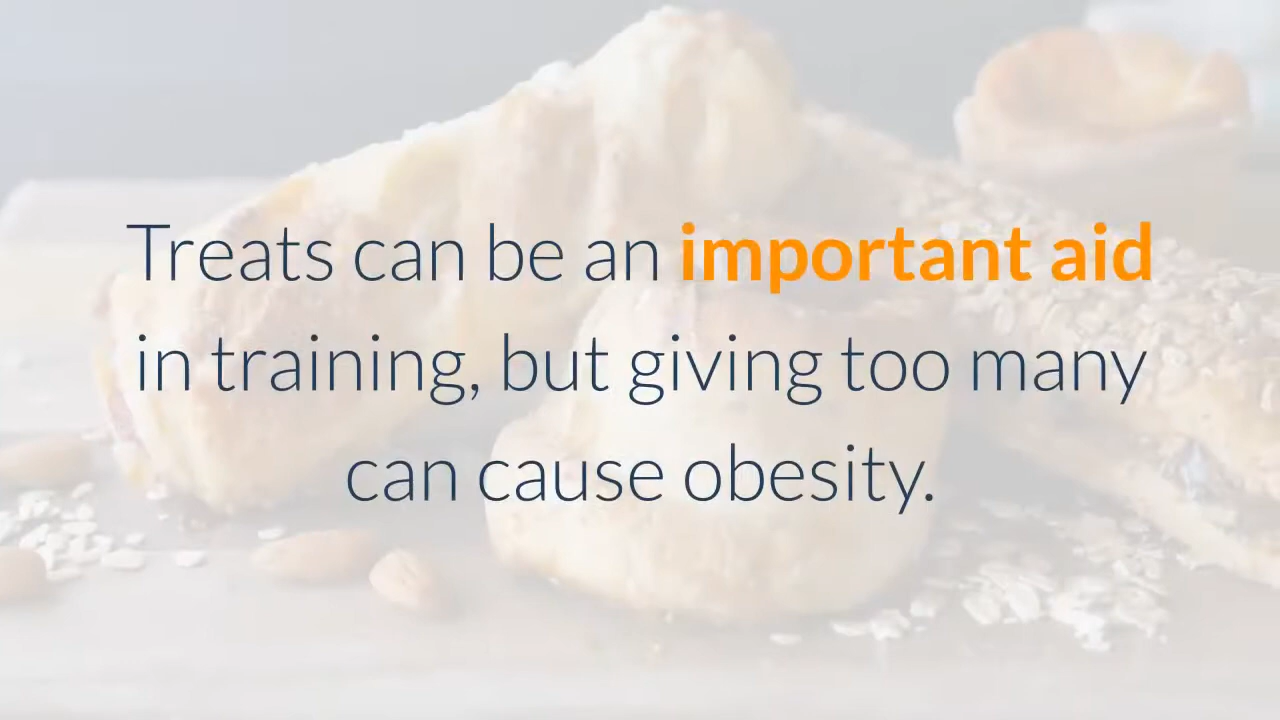 Treats can be an important aid
in training, but giving too many
can cause obesity.